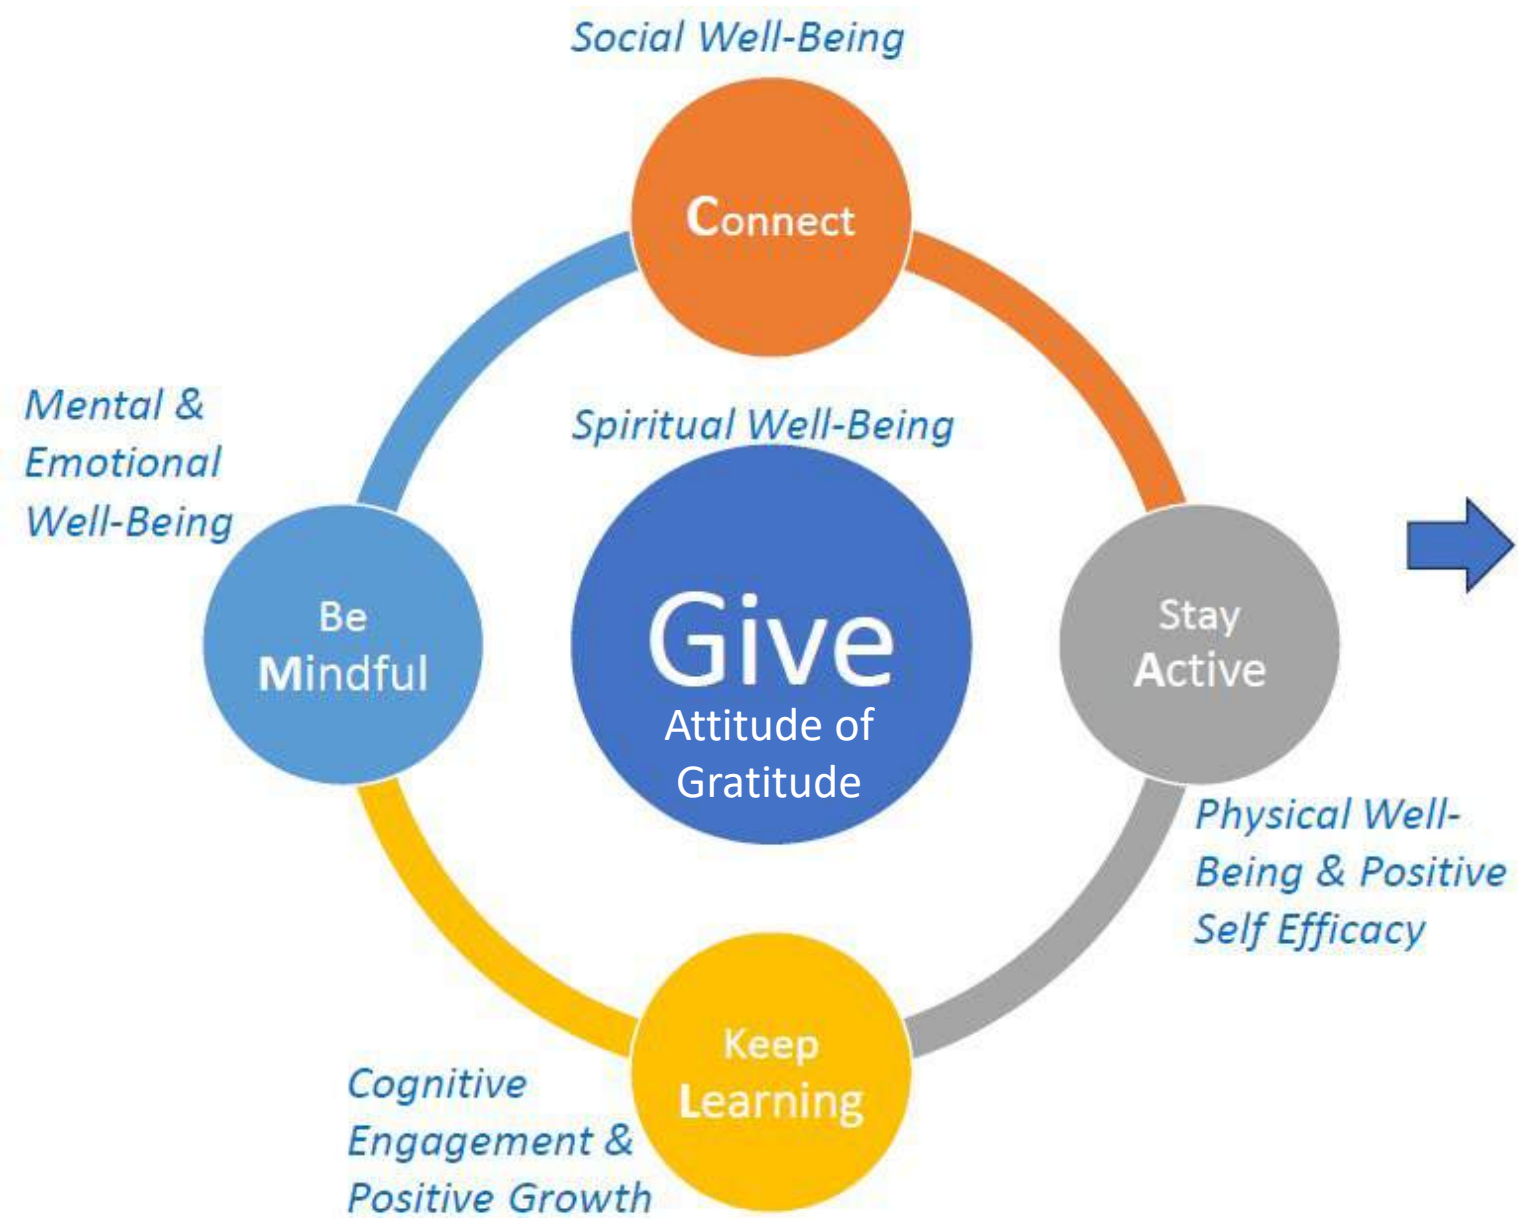 Social Well-Being
Connect
Mental &
Emotional
Well-Being
Spiritual Well-Being
Be
Mindful
Give
Attitude of
Gratitude
Stay
Active
Physical Well-
Being & Positive
Self Efficacy
Keep
Learning
Cognitive
Engagement &
Positive Growth